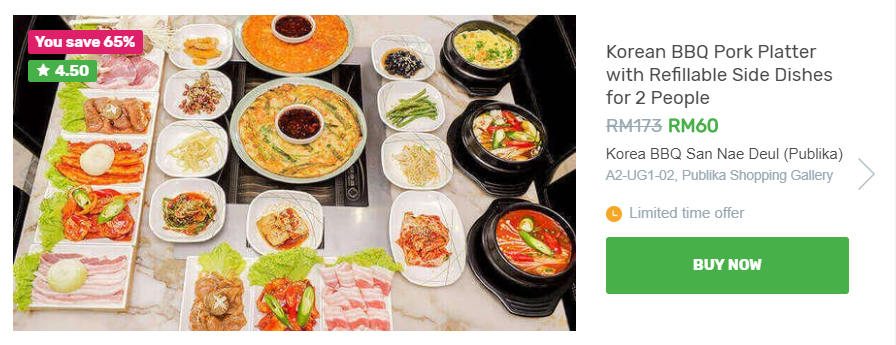 You save 65%
★ 4.50
Korean BBQ Pork Platter
with Refillable Side Dishes
for 2 People
RM173 RM60
Korea BBQ San Nae Deul (Publika)
A2-UG1-02, Publika Shopping Gallery
Limited time offer
BUY NOW